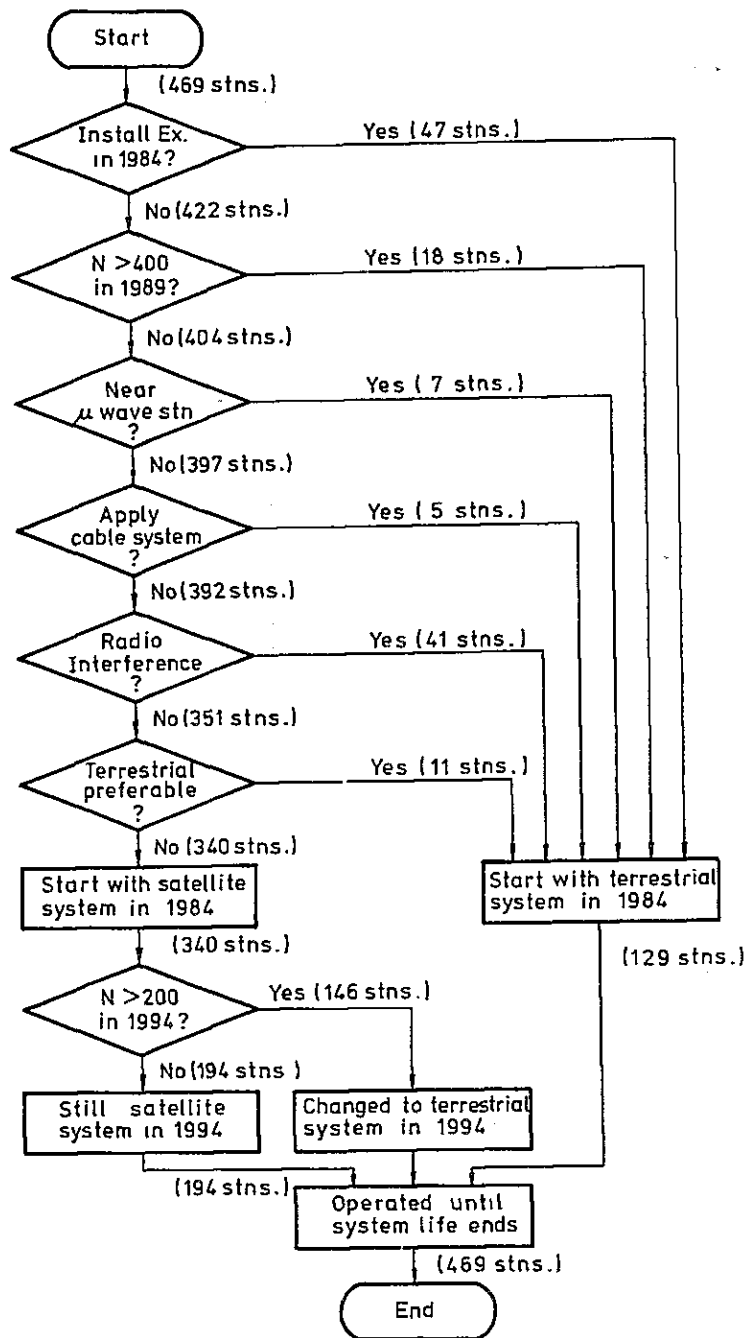 Start
(469 stns.)
Install Ex.
in 1984?
Yes (47 stns.)
No (422 stns.)
N >400
in 1989?
Yes (18 stns.)
No (404 stns.)
Near
μ wave stn
?
Yes ( 7 stns.)
No (397 stns.)
Apply
cable system
?
Yes ( 5 stns.)
No (392 stns.)
Radio
Interference
?
Yes (41 stns.)
No (351 stns.)
Terrestrial
preferable
?
Yes (11 stns.)
No (340 stns.)
Start with satellite
system in 1984
Start with terrestrial
system in 1984
(340 stns.)
(129 stns.)
N >200
in 1994?
Yes (146 stns.)
No (194 stns )
Still satellite
system in 1994
Changed to terrestrial
system in 1994
(194 stns.)
Operated until
system life ends
(469 stns.)
End